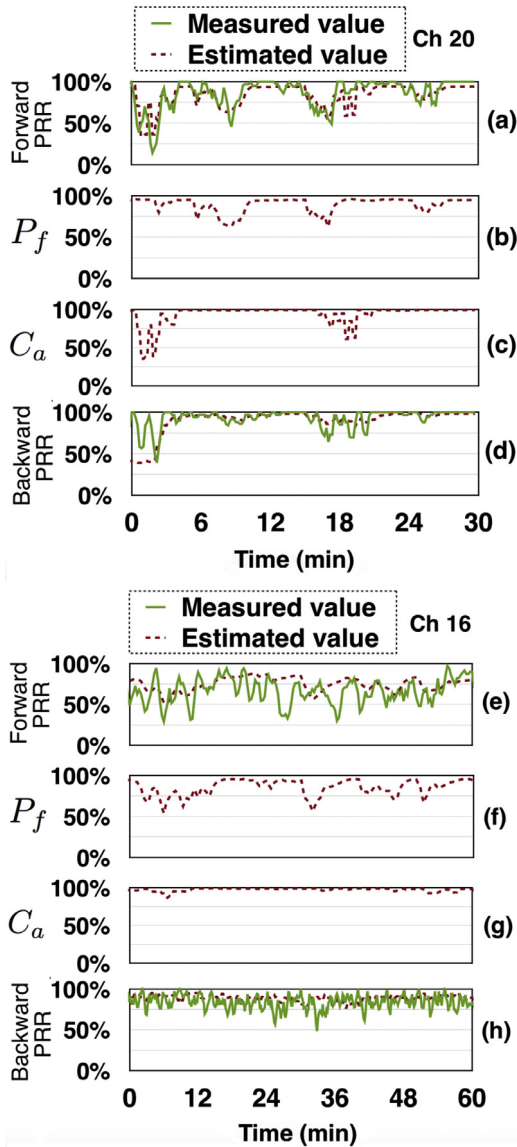 Measured value
Estimated value
Ch 20
Forward PRR
100%
50%
0%
(a)
P_f
100%
50%
0%
(b)
C_a
100%
50%
0%
(c)
Backward PRR
100%
50%
0%
(d)
0 6 12 18 24 30
Time (min)
Measured value
Estimated value
Ch 16
Forward PRR
100%
50%
0%
(e)
P_f
100%
50%
0%
(f)
C_a
100%
50%
0%
(g)
Backward PRR
100%
50%
0%
(h)
0 12 24 36 48 60
Time (min)